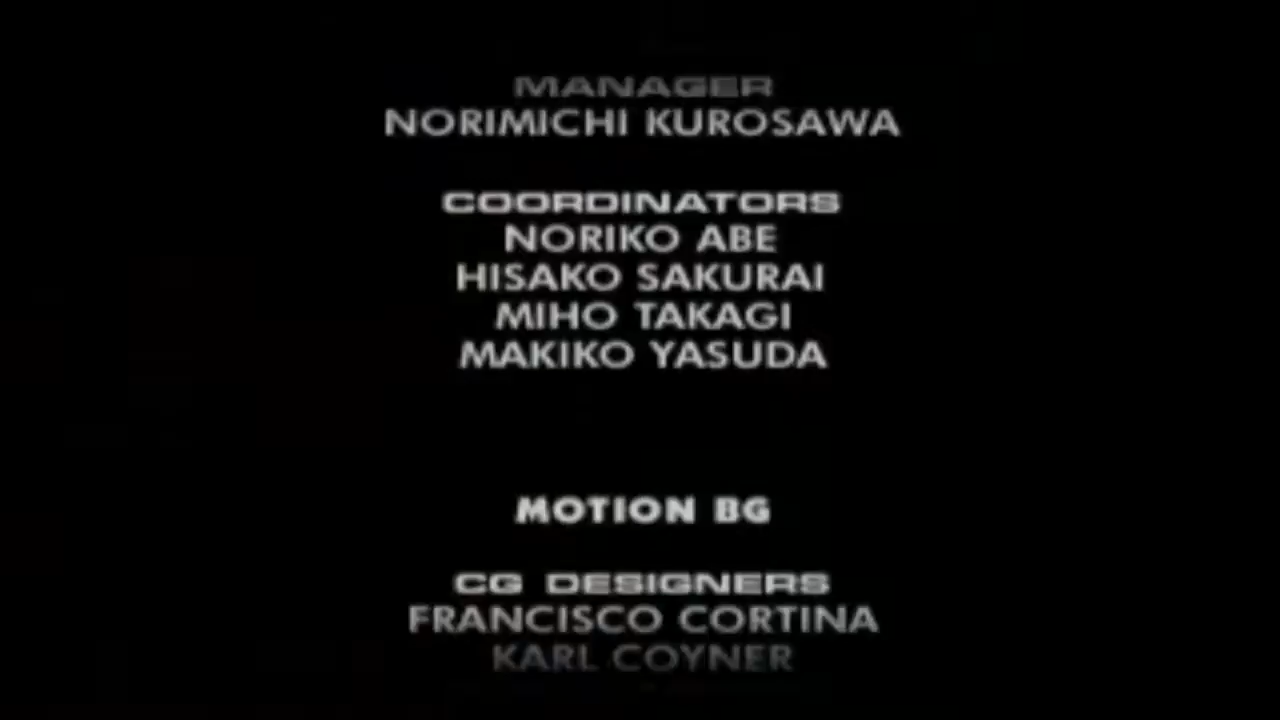 MANAGER
NORIMICHI KUROSAWA
COORDINATORS
NORIKO ABE
HISAKO SAKURAI
MIHO TAKAGI
MAKIKO YASUDA
MOTION BG
CG DESIGNERS
FRANCISCO CORTINA
KARL COYNER